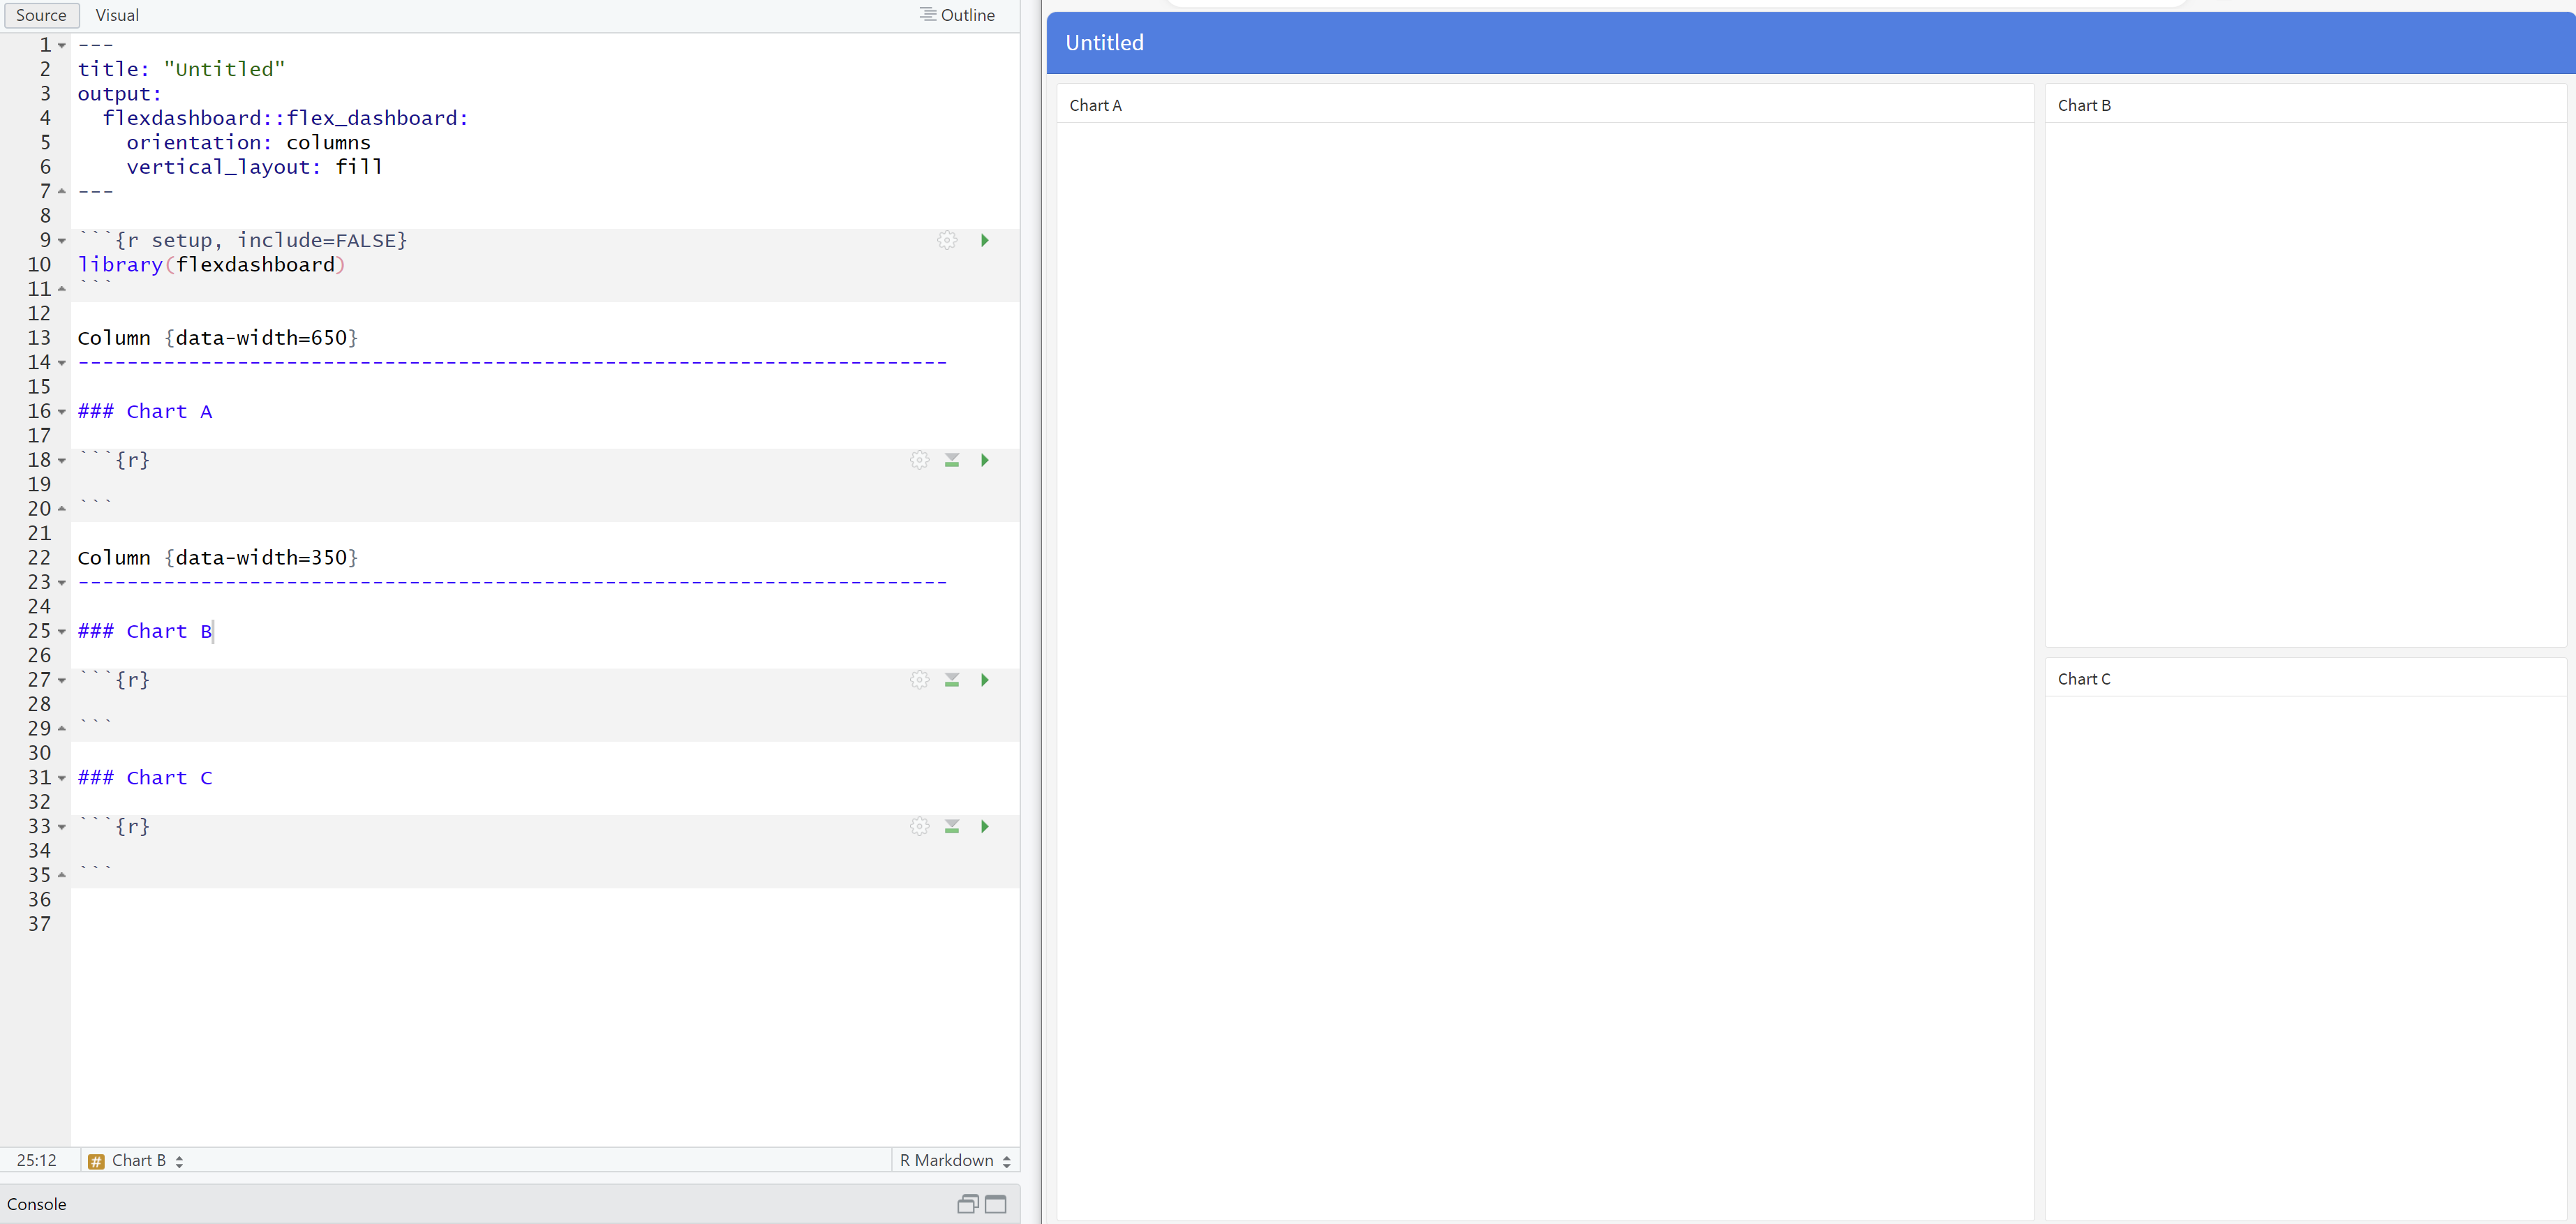 Source Visual Outline
1 ---
2 title: "Untitled"
3 output:
4   flexdashboard::flex_dashboard:
5     orientation: columns
6     vertical_layout: fill
7 ---
8
9 ```{r setup, include=FALSE}
10 library(flexdashboard)
11 ```
12
13 Column {data-width=650}
14 -----------------------------------------------------------------------
15
16 ### Chart A
17
18 ```{r}
19
20 ```
21
22 Column {data-width=350}
23 -----------------------------------------------------------------------
24
25 ### Chart B
26
27 ```{r}
28
29 ```
30
31 ### Chart C
32
33 ```{r}
34
35 ```
36
37
25:12 # Chart B R Markdown
Console
Untitled
Chart A
Chart B
Chart C